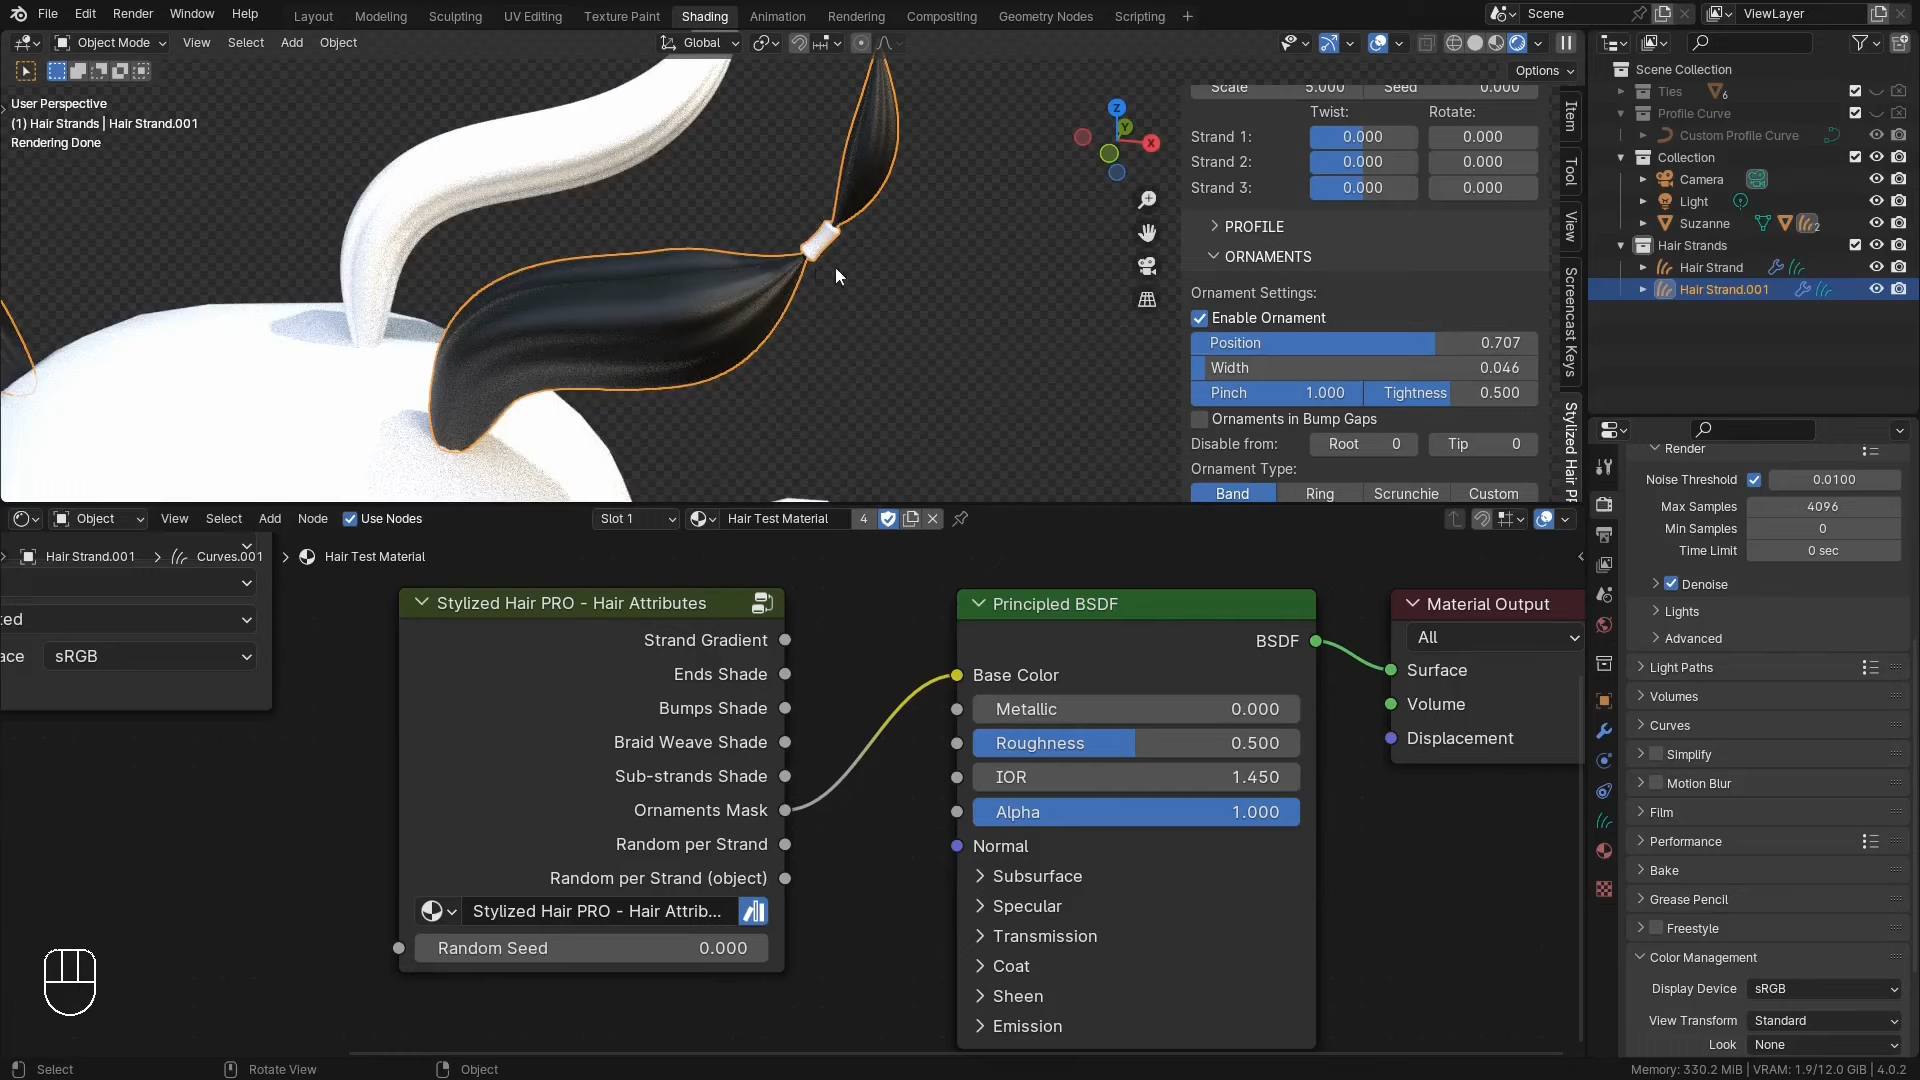 File Edit Render Window Help Layout Modeling Sculpting UV Editing Texture Paint Shading Animation Rendering Compositing Geometry Nodes Scripting + Scene ViewLayer
Object Mode View Select Add Object Global
Options
User Perspective
(1) Hair Strands | Hair Strand.001
Rendering Done
Z
Y
X
Scale 5.000 Seed 0.000
Twist: Rotate:
Strand 1: 0.000 0.000
Strand 2: 0.000 0.000
Strand 3: 0.000 0.000
PROFILE
ORNAMENTS
Ornament Settings:
Enable Ornament
Position 0.707
Width 0.046
Pinch 1.000 Tightness 0.500
Ornaments in Bump Gaps
Disable from: Root 0 Tip 0
Ornament Type:
Band Ring Scrunchie Custom
Item
Tool
View
Screencast Keys
Stylized Hair
Scene Collection
Ties 6
Profile Curve
Custom Profile Curve
Collection
Camera
Light
Suzanne 2
Hair Strands
Hair Strand
Hair Strand.001
Object View Select Add Node Use Nodes Slot 1 Hair Test Material 4
Hair Strand.001 Curves.001 Hair Test Material
ed
ace sRGB
Stylized Hair PRO - Hair Attributes
Strand Gradient
Ends Shade
Bumps Shade
Braid Weave Shade
Sub-strands Shade
Ornaments Mask
Random per Strand
Random per Strand (object)
Stylized Hair PRO - Hair Attrib...
Random Seed 0.000
Principled BSDF
BSDF
Base Color
Metallic 0.000
Roughness 0.500
IOR 1.450
Alpha 1.000
Normal
Subsurface
Specular
Transmission
Coat
Sheen
Emission
Material Output
All
Surface
Volume
Displacement
Render
Noise Threshold 0.0100
Max Samples 4096
Min Samples 0
Time Limit 0 sec
Denoise
Lights
Advanced
Light Paths
Volumes
Curves
Simplify
Motion Blur
Film
Performance
Bake
Grease Pencil
Freestyle
Color Management
Display Device sRGB
View Transform Standard
Look None
Select Rotate View Object Memory: 330.2 MiB | VRAM: 1.9/12.0 GiB | 4.0.2